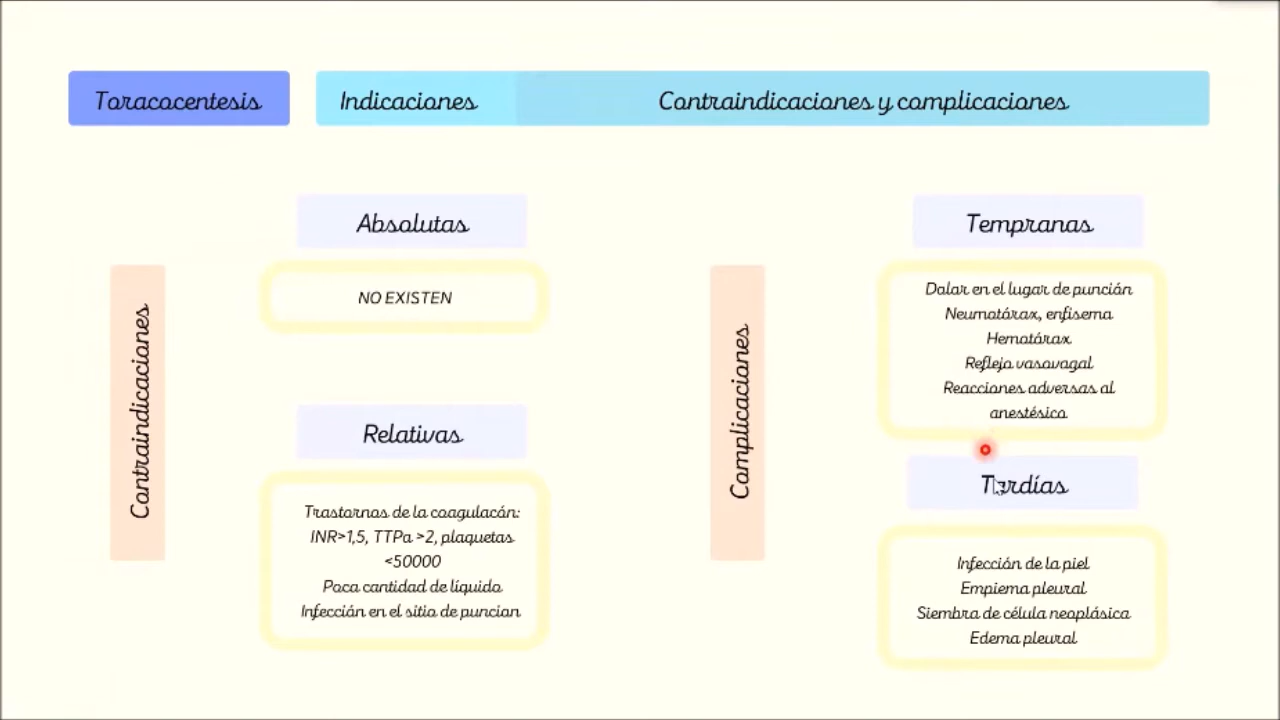 Toracocentesis
Indicaciones
Contraindicaciones y complicaciones
Contraindicaciones
Absolutas
NO EXISTEN
Relativas
Trastornos de la coagulacán:
INR>1,5, TTPa >2, plaquetas
<50000
Poca cantidad de líquido
Infección en el sitio de puncian
Complicaciones
Tempranas
Dolar en el lugar de punción
Neumotórax, enfisema
Hemotórax
Reflejo vasovagal
Reacciones adversas al
anestésico
Tardías
Infección de la piel
Empiema pleural
Siembra de célula neoplásica
Edema pleural